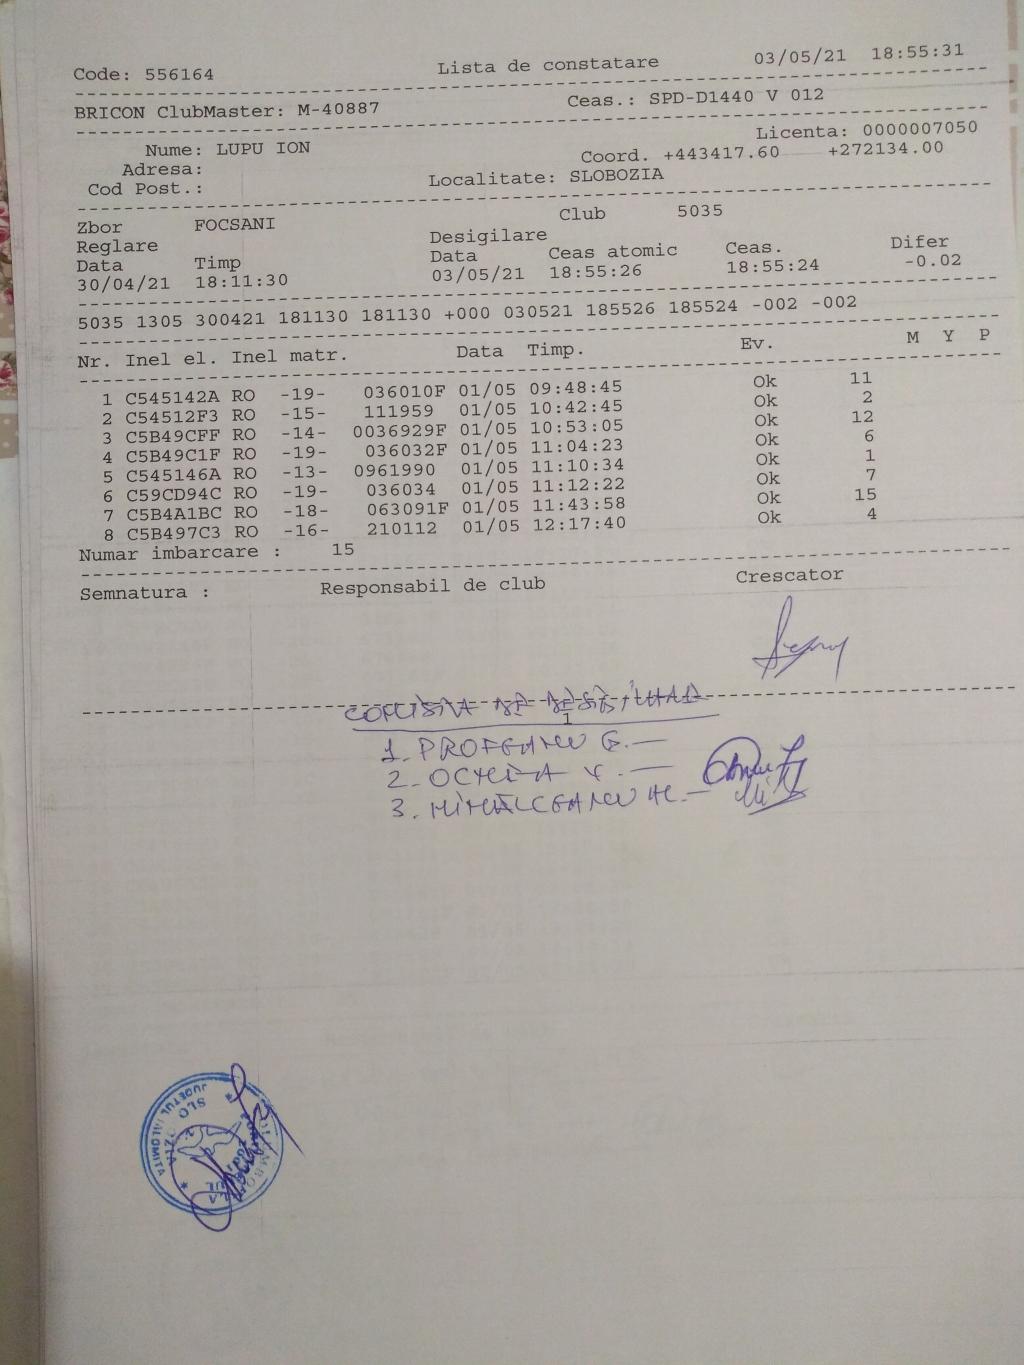 Code: 556164 Lista de constatare 03/05/21 18:55:31
BRICON ClubMaster: M-40887 Ceas.: SPD-D1440 V 012
Licenta: 0000007050
Nume: LUPU ION
Adresa: Coord. +443417.60 +272134.00
Cod Post.: Localitate: SLOBOZIA
Zbor FOCSANI Club 5035
Reglare Desigilare
Data Timp Data Ceas atomic Ceas. Difer
30/04/21 18:11:30 03/05/21 18:55:26 18:55:24 -0.02
5035 1305 300421 181130 181130 +000 030521 185526 185524 -002 -002
Nr. Inel el. Inel matr. Data Timp. Ev. M Y P
1 C545142A RO -19- 036010F 01/05 09:48:45 Ok 11
2 C54512F3 RO -15- 111959 01/05 10:42:45 Ok 2
3 C5B49CFF RO -14- 0036929F 01/05 10:53:05 Ok 12
4 C5B49C1F RO -19- 036032F 01/05 11:04:23 Ok 6
5 C545146A RO -13- 0961990 01/05 11:10:34 Ok 1
6 C59CD94C RO -19- 036034 01/05 11:12:22 Ok 7
7 C5B4A1BC RO -18- 063091F 01/05 11:43:58 Ok 15
8 C5B497C3 RO -16- 210112 01/05 12:17:40 Ok 4
Numar imbarcare : 15
Semnatura : Responsabil de club Crescator
1
1. PROFEANU G.
2.
3.
JUDETUL IALOMITA